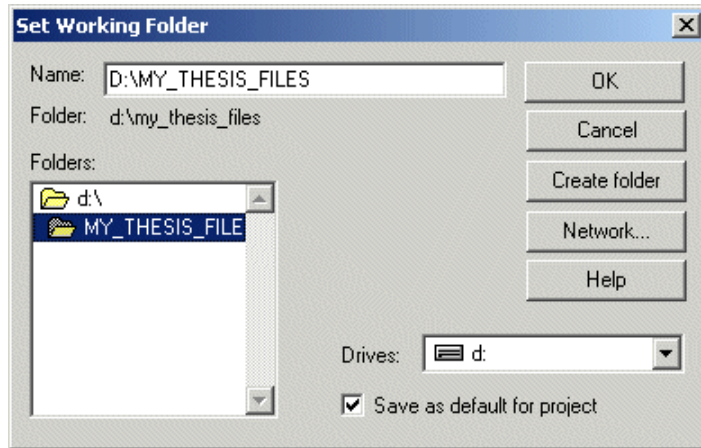 Set Working Folder
Name: D:\MY_THESIS_FILES
OK
Folder: d:\my_thesis_files
Cancel
Folders:
Create folder
d:\
MY_THESIS_FILE
Network...
Help
Drives: d:
Save as default for project